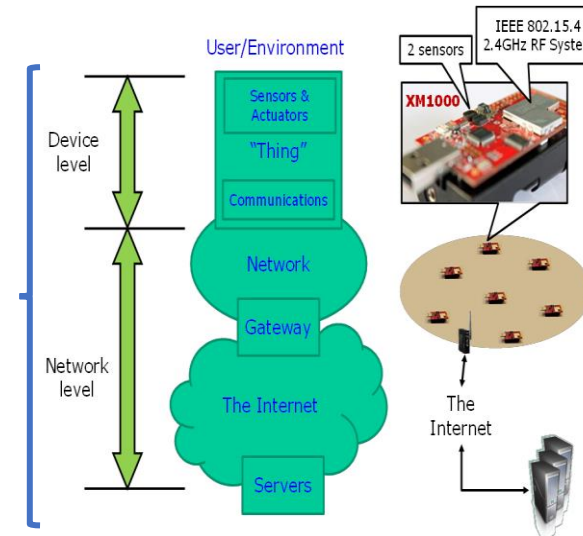 User/Environment
Device
level
Network
level
Sensors &
Actuators
"Thing"
Communications
Network
Gateway
The Internet
Servers
2 sensors
IEEE 802.15.4
2.4GHz RF System
XM1000
The
Internet